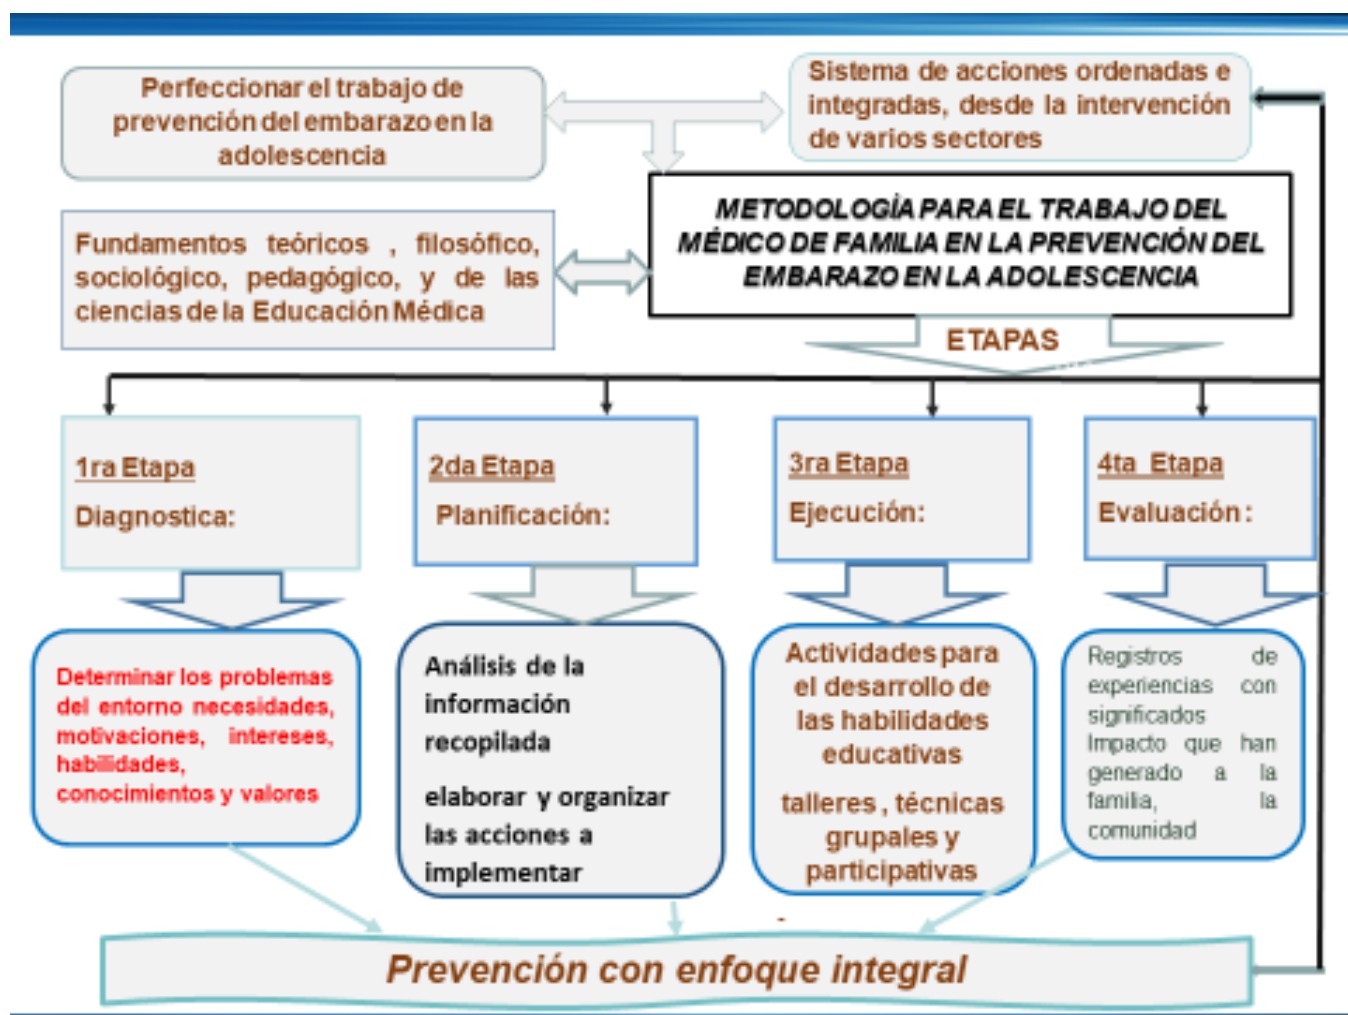 Perfeccionar el trabajo de
prevención del embarazo en la
adolescencia
Sistema de acciones ordenadas e
integradas, desde la intervención
de varios sectores
METODOLOGÍA PARA EL TRABAJO DEL
MÉDICO DE FAMILIA EN LA PREVENCIÓN DEL
EMBARAZO EN LA ADOLESCENCIA
Fundamentos teóricos , filosófico,
sociológico, pedagógico, y de las
ciencias de la Educación Médica
ETAPAS
1ra Etapa
Diagnostica:
2da Etapa
Planificación:
3ra Etapa
Ejecución:
4ta Etapa
Evaluación :
Determinar los problemas
del entorno necesidades,
motivaciones, intereses,
habilidades,
conocimientos y valores
Análisis de la
información
recopilada
elaborar y organizar
las acciones a
implementar
Actividades para
el desarrollo de
las habilidades
educativas
talleres , técnicas
grupales y
participativas
Registros de
experiencias con
significados
Impacto que han
generado a la
familia, la
comunidad
Prevención con enfoque integral